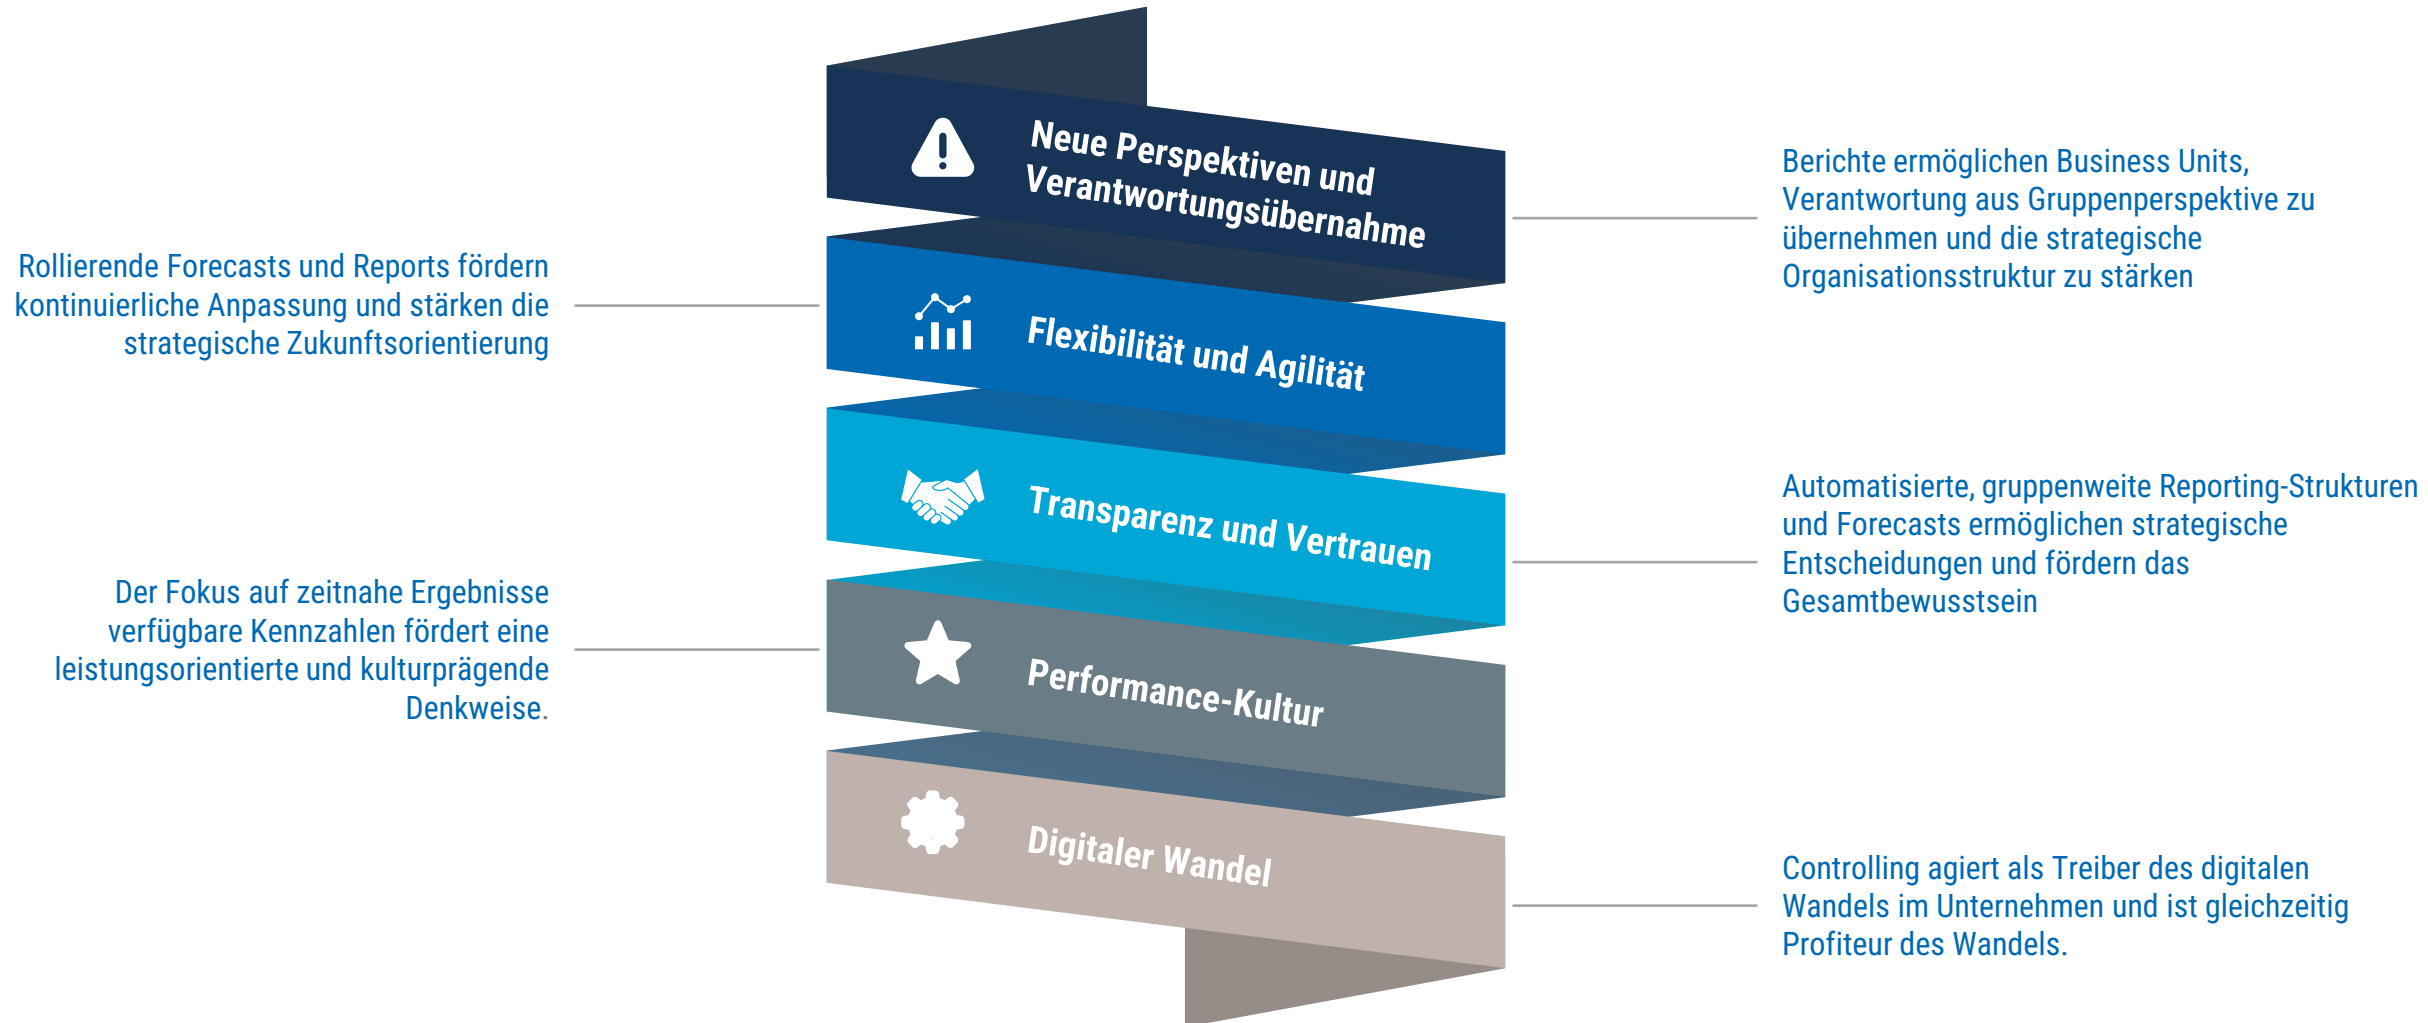 Neue Perspektiven und
Verantwortungsübernahme
Berichte ermöglichen Business Units,
Verantwortung aus Gruppenperspektive zu
übernehmen und die strategische
Organisationsstruktur zu stärken
Rollierende Forecasts und Reports fördern
kontinuierliche Anpassung und stärken die
strategische Zukunftsorientierung
Flexibilität und Agilität
Transparenz und Vertrauen
Automatisierte, gruppenweite Reporting-Strukturen
und Forecasts ermöglichen strategische
Entscheidungen und fördern das
Gesamtbewusstsein
Der Fokus auf zeitnahe Ergebnisse
verfügbare Kennzahlen fördert eine
leistungsorientierte und kulturprägende
Denkweise.
Performance-Kultur
Digitaler Wandel
Controlling agiert als Treiber des digitalen
Wandels im Unternehmen und ist gleichzeitig
Profiteur des Wandels.